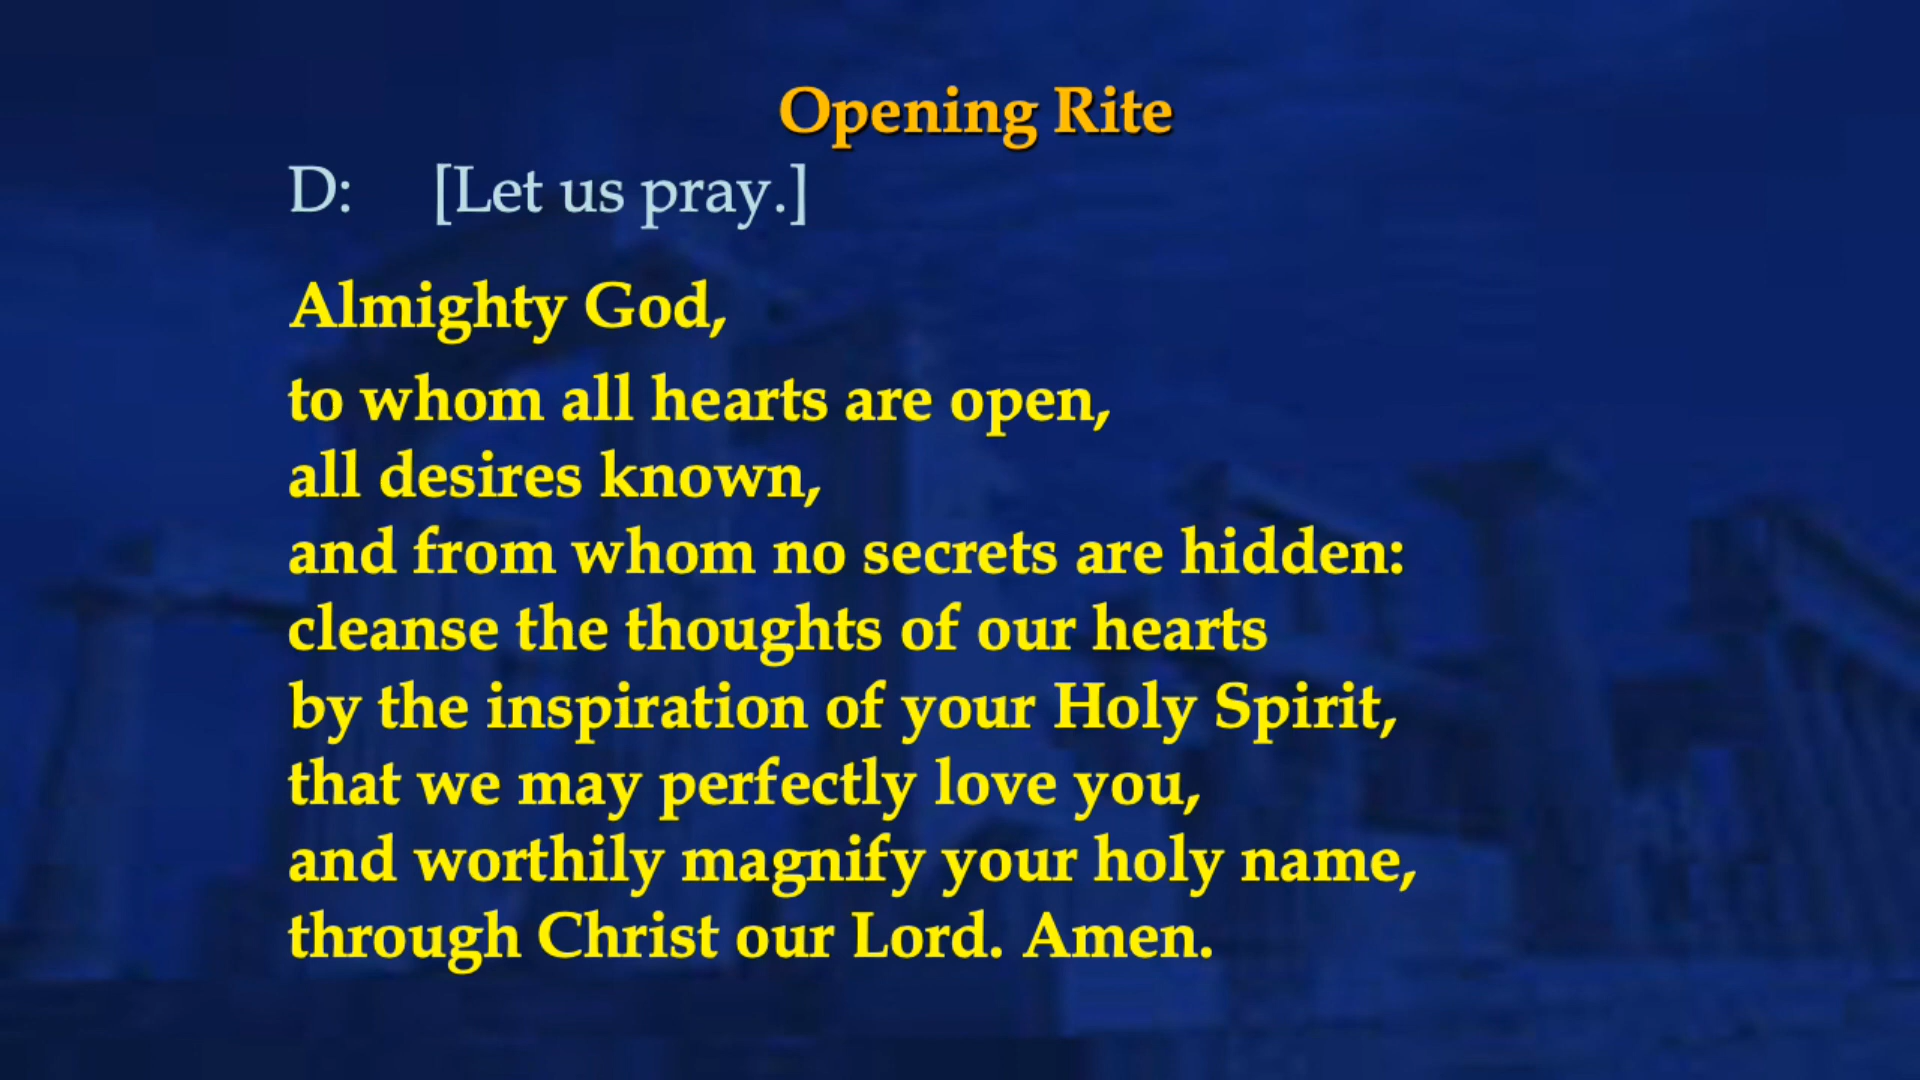 Opening Rite
D: [Let us pray.]
Almighty God,
to whom all hearts are open,
all desires known,
and from whom no secrets are hidden:
cleanse the thoughts of our hearts
by the inspiration of your Holy Spirit,
that we may perfectly love you,
and worthily magnify your holy name,
through Christ our Lord. Amen.